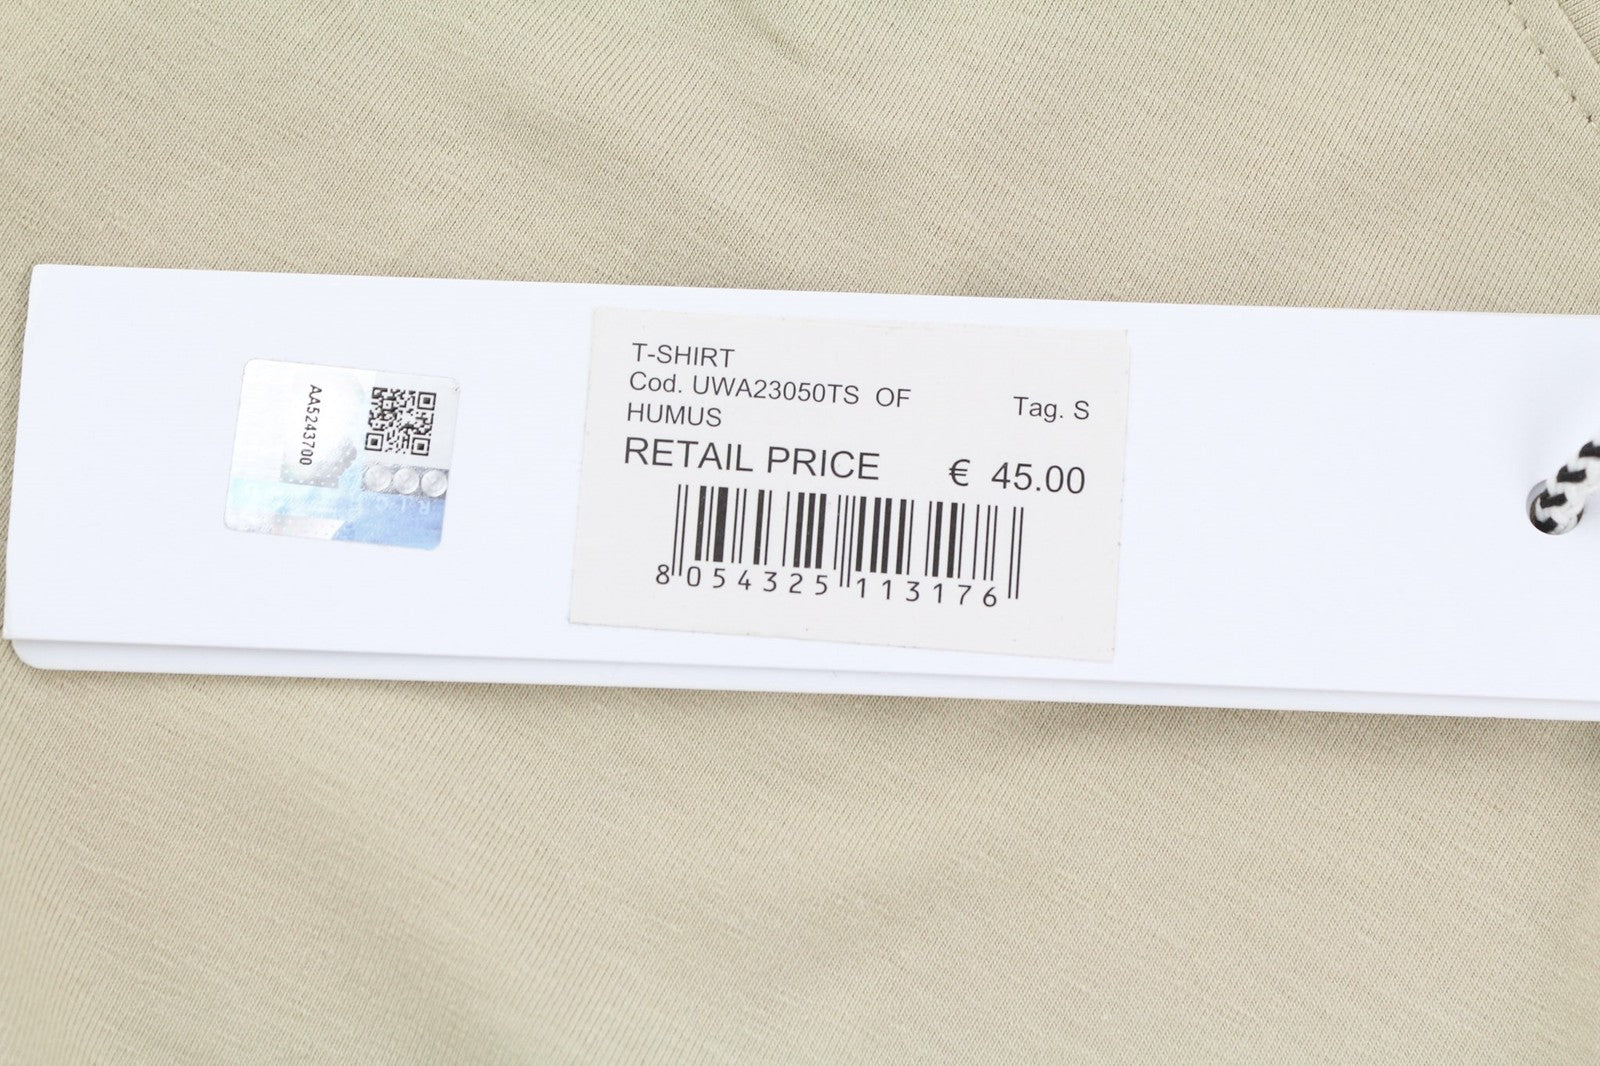 AA5243700
T-SHIRT
Cod. UWA23050TS OF
Tag. S
HUMUS
RETAIL PRICE € 45.00
8 054325 113176